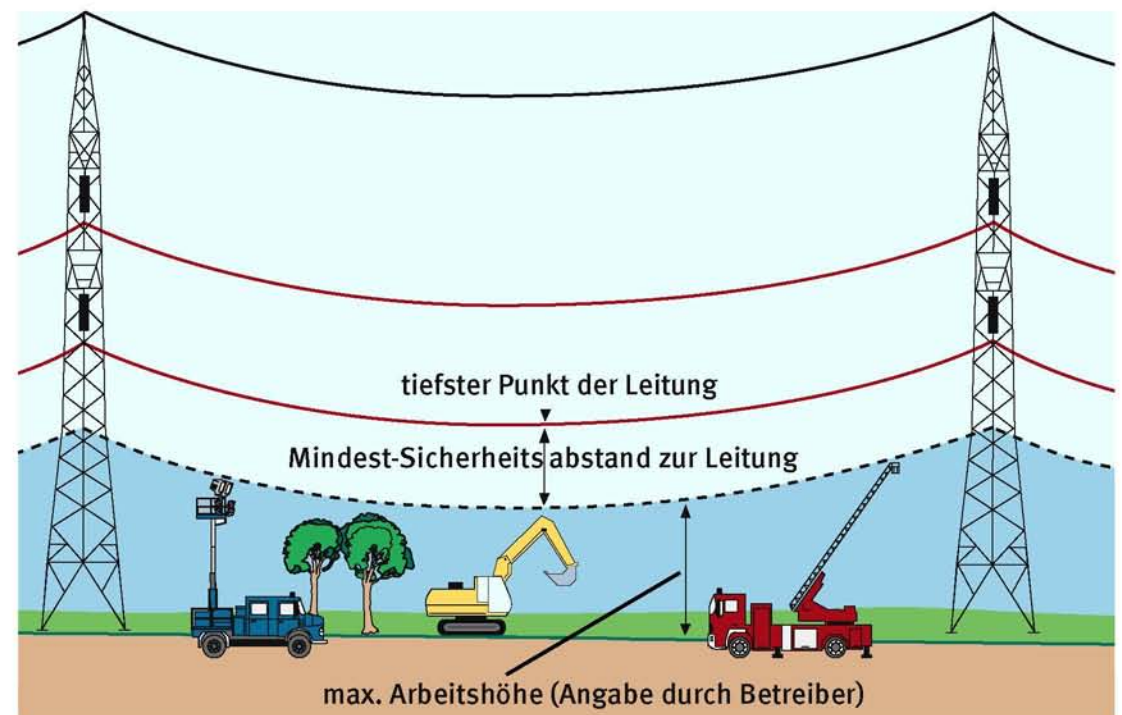 tiefster Punkt der Leitung
Mindest-Sicherheitsabstand zur Leitung
max. Arbeitshöhe (Angabe durch Betreiber)